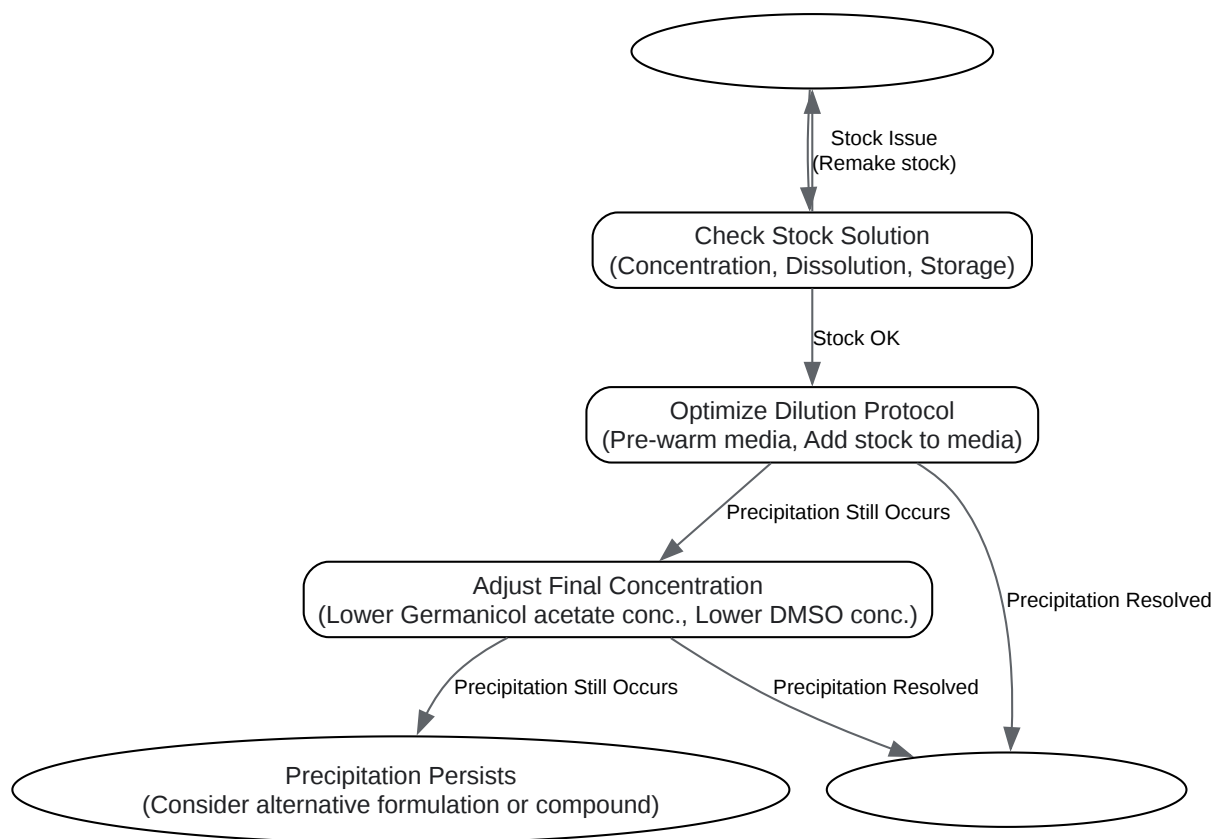 Stock Issue
(Remake stock)
Check Stock Solution
(Concentration, Dissolution, Storage)
Stock OK
Optimize Dilution Protocol
(Pre-warm media, Add stock to media)
Precipitation Still Occurs
Adjust Final Concentration
(Lower Germanicol acetate conc., Lower DMSO conc.)
Precipitation Resolved
Precipitation Still Occurs
Precipitation Resolved
Precipitation Persists
(Consider alternative formulation or compound)